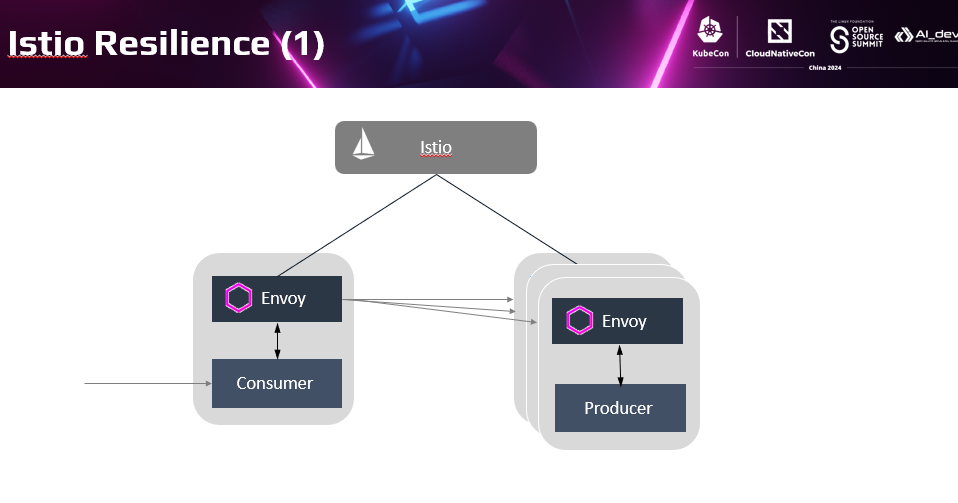 Istio Resilience (1)
KubeCon
CloudNativeCon
THE LINUX FOUNDATION
OPEN
SOURCE
SUMMIT
AI_dev
China 2024
Istio
Envoy
Consumer
Envoy
Producer